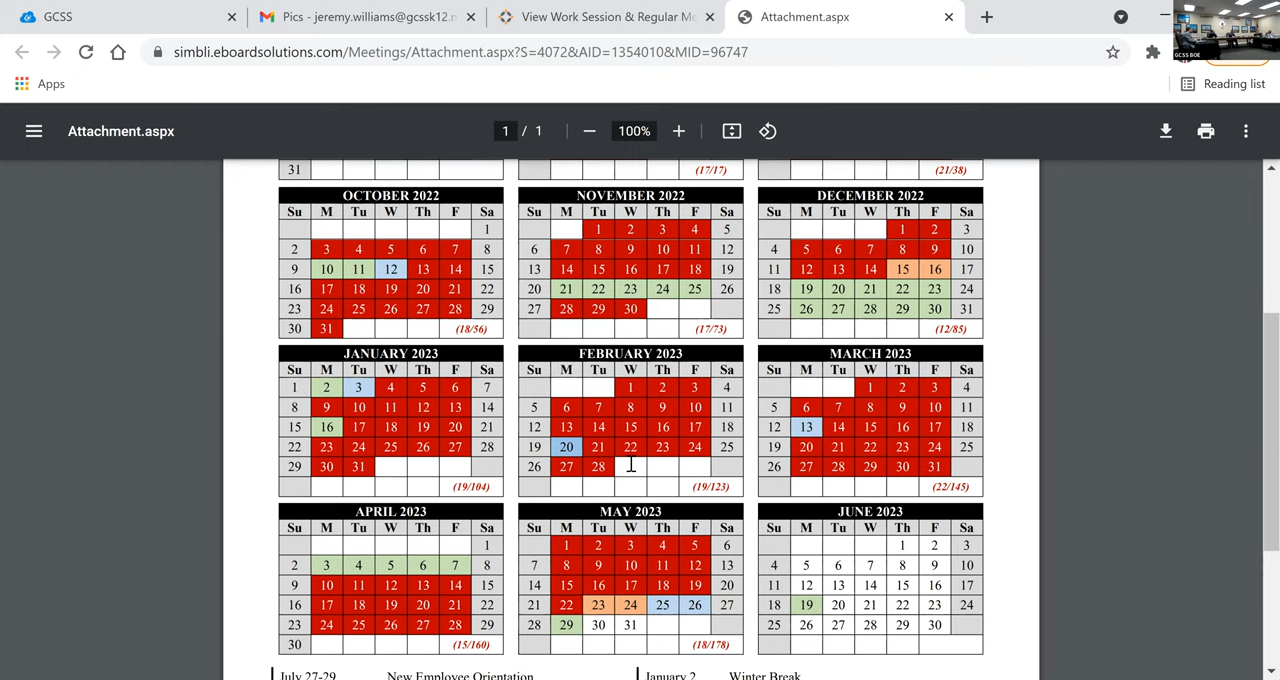 GCSS
Pics - jeremy.williams@gcssk12.n
View Work Session & Regular Me
Attachment.aspx
simbli.eboardsolutions.com/Meetings/Attachment.aspx?S=4072&AID=1354010&MID=96747
GCSS BOE
Apps
Reading list
Attachment.aspx
1 / 1
100%
31 (17/17) (21/38)
OCTOBER 2022
Su M Tu W Th F Sa
1
2 3 4 5 6 7 8
9 10 11 12 13 14 15
16 17 18 19 20 21 22
23 24 25 26 27 28 29
30 31 (18/56)
NOVEMBER 2022
Su M Tu W Th F Sa
1 2 3 4 5
6 7 8 9 10 11 12
13 14 15 16 17 18 19
20 21 22 23 24 25 26
27 28 29 30
(17/73)
DECEMBER 2022
Su M Tu W Th F Sa
1 2 3
4 5 6 7 8 9 10
11 12 13 14 15 16 17
18 19 20 21 22 23 24
25 26 27 28 29 30 31
(12/85)
JANUARY 2023
Su M Tu W Th F Sa
1 2 3 4 5 6 7
8 9 10 11 12 13 14
15 16 17 18 19 20 21
22 23 24 25 26 27 28
29 30 31
(19/104)
FEBRUARY 2023
Su M Tu W Th F Sa
1 2 3 4
5 6 7 8 9 10 11
12 13 14 15 16 17 18
19 20 21 22 23 24 25
26 27 28
(19/123)
MARCH 2023
Su M Tu W Th F Sa
1 2 3 4
5 6 7 8 9 10 11
12 13 14 15 16 17 18
19 20 21 22 23 24 25
26 27 28 29 30 31
(22/145)
APRIL 2023
Su M Tu W Th F Sa
1
2 3 4 5 6 7 8
9 10 11 12 13 14 15
16 17 18 19 20 21 22
23 24 25 26 27 28 29
30 (15/160)
MAY 2023
Su M Tu W Th F Sa
1 2 3 4 5 6
7 8 9 10 11 12 13
14 15 16 17 18 19 20
21 22 23 24 25 26 27
28 29 30 31
(18/178)
JUNE 2023
Su M Tu W Th F Sa
1 2 3
4 5 6 7 8 9 10
11 12 13 14 15 16 17
18 19 20 21 22 23 24
25 26 27 28 29 30
July 27-29 New Employee Orientation
January 2 Winter Break